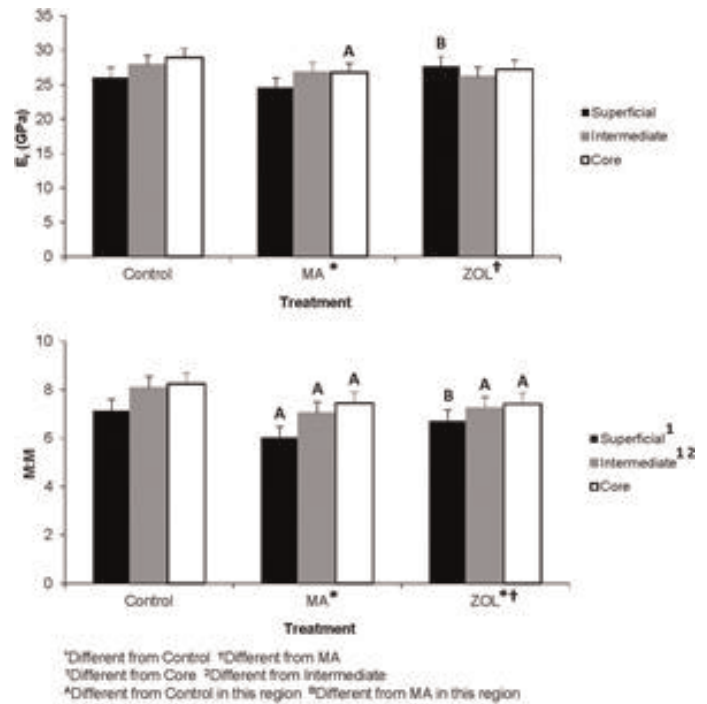 35
30
25
20
15
10
5
0
Er (GPa)
A
B
Control
MA*
ZOL†
Treatment
Superficial
Intermediate
Core
10
8
6
4
2
0
M:M
A
A
A
B
A
A
Control
MA*
ZOL*†
Treatment
Superficial1
Intermediate1 2
Core
*Different from Control †Different from MA
1Different from Core 2Different from Intermediate
ADifferent from Control in this region BDifferent from MA in this region